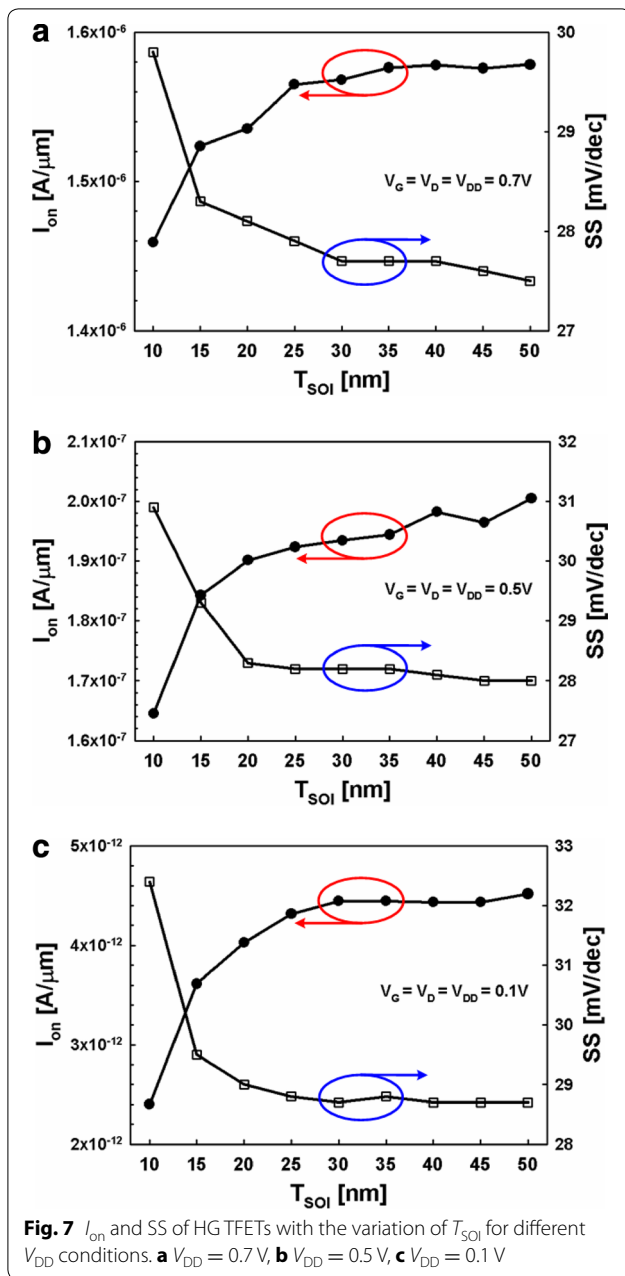 a
1.6x10⁻⁶
1.5x10⁻⁶
1.4x10⁻⁶
I_on [A/μm]
30
29
28
27
SS [mV/dec]
V_G = V_D = V_DD = 0.7V
10 15 20 25 30 35 40 45 50
T_SOI [nm]
b
2.1x10⁻⁷
2.0x10⁻⁷
1.9x10⁻⁷
1.8x10⁻⁷
1.7x10⁻⁷
1.6x10⁻⁷
I_on [A/μm]
32
31
30
29
28
27
SS [mV/dec]
V_G = V_D = V_DD = 0.5V
10 15 20 25 30 35 40 45 50
T_SOI [nm]
c
5x10⁻¹²
4x10⁻¹²
3x10⁻¹²
2x10⁻¹²
I_on [A/μm]
33
32
31
30
29
28
SS [mV/dec]
V_G = V_D = V_DD = 0.1V
10 15 20 25 30 35 40 45 50
T_SOI [nm]
Fig. 7 I_on and SS of HG TFETs with the variation of T_SOI for different
V_DD conditions. a V_DD = 0.7 V, b V_DD = 0.5 V, c V_DD = 0.1 V